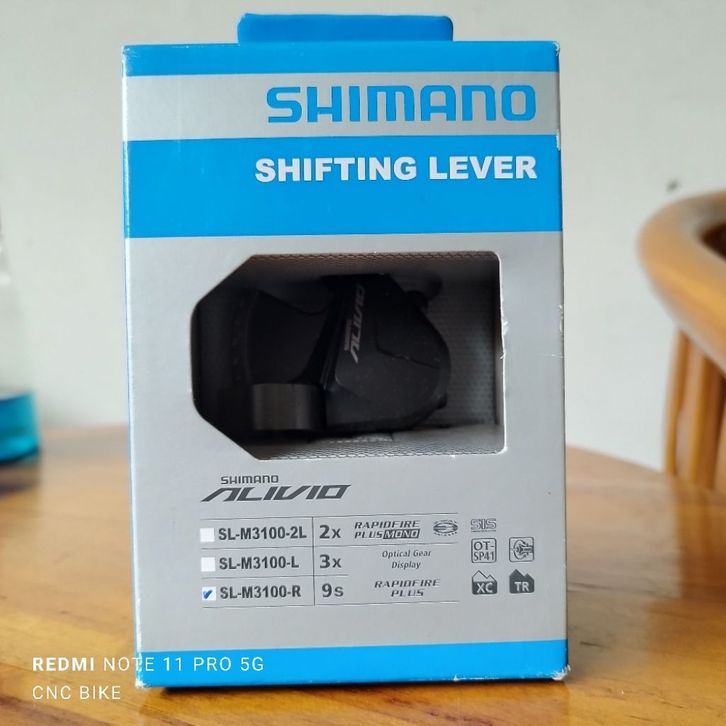 SHIMANO
SHIFTING LEVER
ALIVIO
SHIMANO
SHIMANO
ALIVIO
SL-M3100-2L 2x RAPIDFIRE PLUS MONO SIS
SL-M3100-L 3x Optical Gear Display OT-SP41
SL-M3100-R 9s RAPIDFIRE PLUS XC TR
REDMI NOTE 11 PRO 5G
CNC BIKE